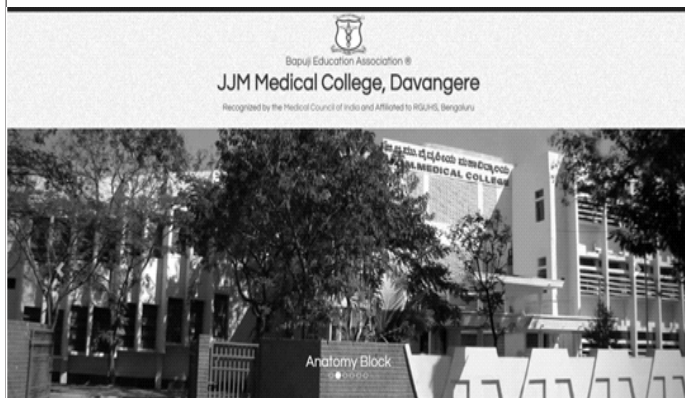 Bapuji Education Association ®
JJM Medical College, Davangere
Recognized by the Medical Council of India and Affiliated to RGUHS, Bengaluru
MEDICAL COLLEGE
Anatomy Block